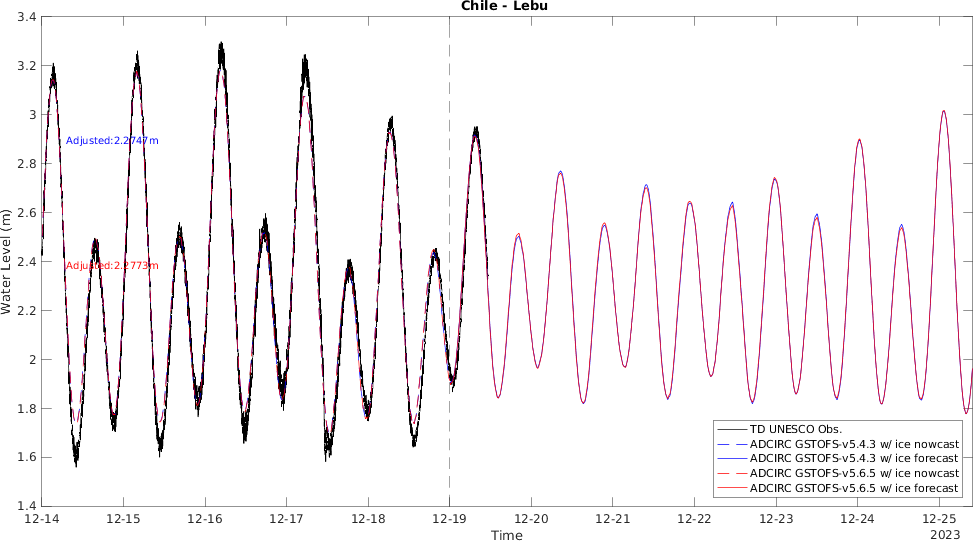 Chile - Lebu
3.4
3.2
3
2.8
2.6
2.4
2.2
2
1.8
1.6
1.4
Water Level (m)
Adjusted:2.2747m
Adjusted:2.2773m
TD UNESCO Obs.
ADCIRC GSTOFS-v5.4.3 w/ ice nowcast
ADCIRC GSTOFS-v5.4.3 w/ ice forecast
ADCIRC GSTOFS-v5.6.5 w/ ice nowcast
ADCIRC GSTOFS-v5.6.5 w/ ice forecast
12-14 12-15 12-16 12-17 12-18 12-19 12-20 12-21 12-22 12-23 12-24 12-25
2023
Time